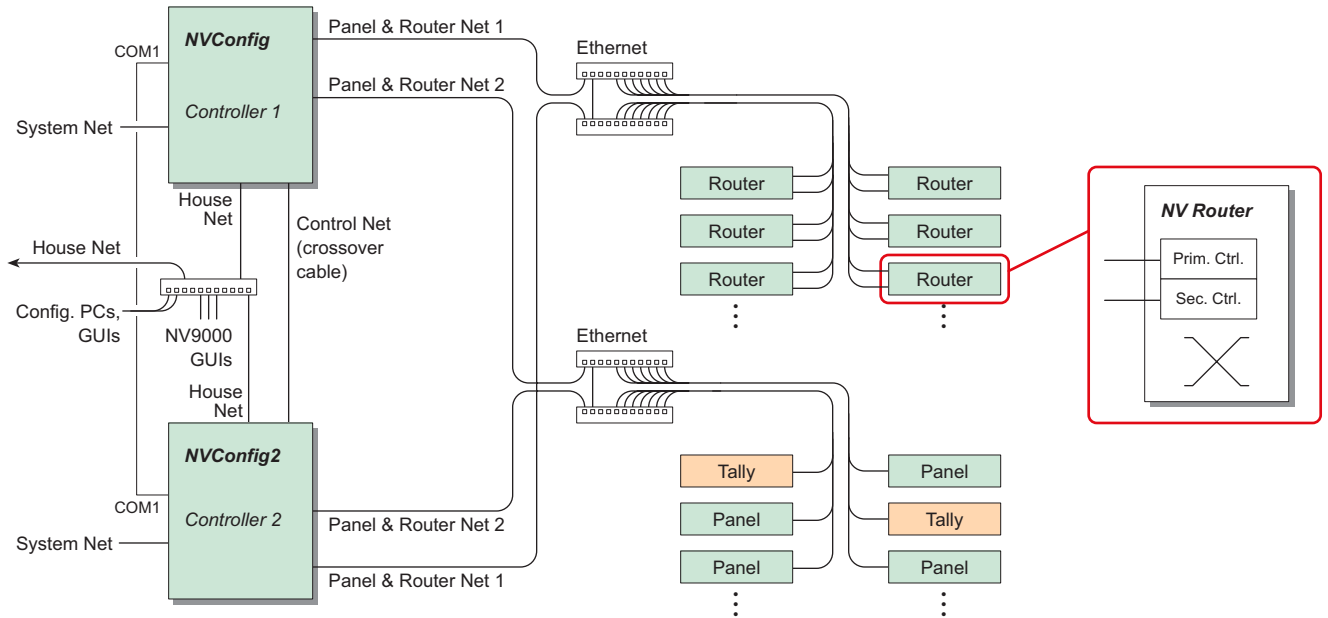 NVConfig
Controller 1
COM1
System Net
Panel & Router Net 1
Panel & Router Net 2
Ethernet
House
Net
Control Net
(crossover
cable)
House Net
Config. PCs,
GUIs
NV9000
GUIs
House
Net
NVConfig2
Controller 2
COM1
System Net
Panel & Router Net 2
Panel & Router Net 1
Router
Router
Router
Router
Router
Router
NV Router
Prim. Ctrl.
Sec. Ctrl.
Ethernet
Tally
Panel
Panel
Tally
Panel
Panel